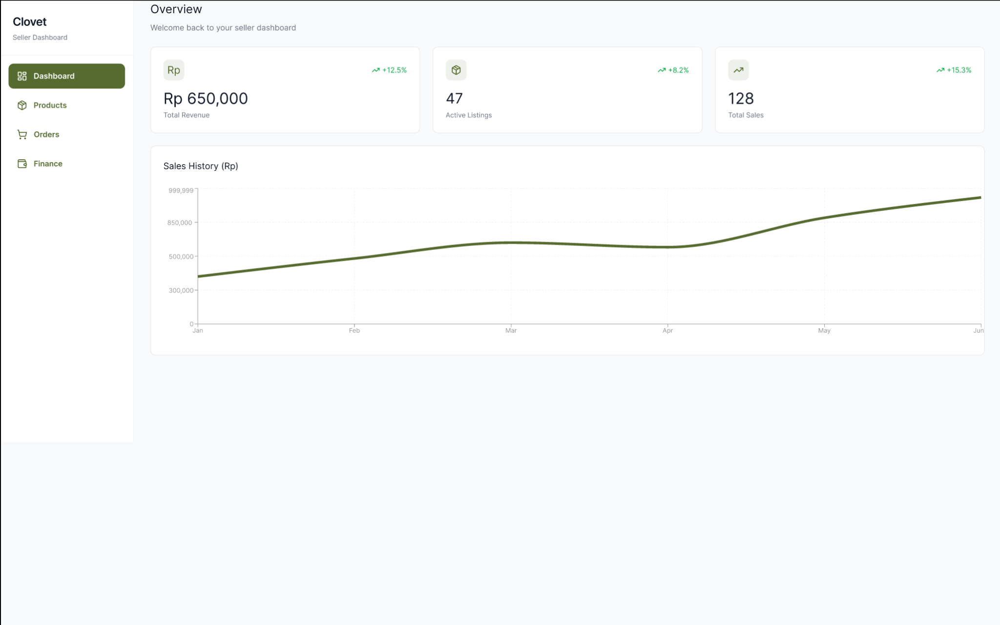 Clovet
Seller Dashboard
Dashboard
Products
Orders
Finance
Overview
Welcome back to your seller dashboard
Rp
+12.5%
Rp 650,000
Total Revenue
+8.2%
47
Active Listings
+15.3%
128
Total Sales
Sales History (Rp)
999,999
850,000
500,000
300,000
0
Jan Feb Mar Apr May Jun